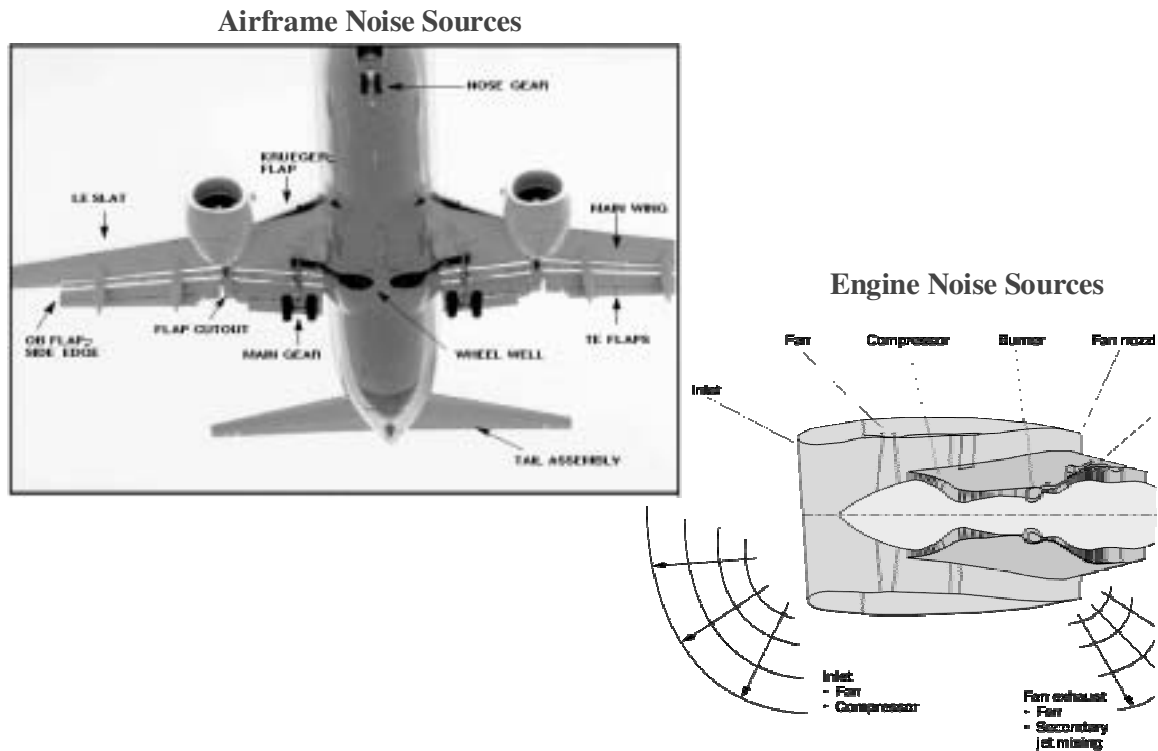 Airframe Noise Sources
NOSE GEAR
KRUEGER
FLAP
LE SLAT
MAIN WING
OB FLAP
SIDE EDGE
FLAP CUTOUT
MAIN GEAR
WHEEL WELL
TE FLAPS
TAIL ASSEMBLY
Engine Noise Sources
Fan
Compressor
Burner
Fan nozzl
Inlet
Inlet
- Fan
- Compressor
Fan exhaust
- Fan
- Secondary
jet mixing